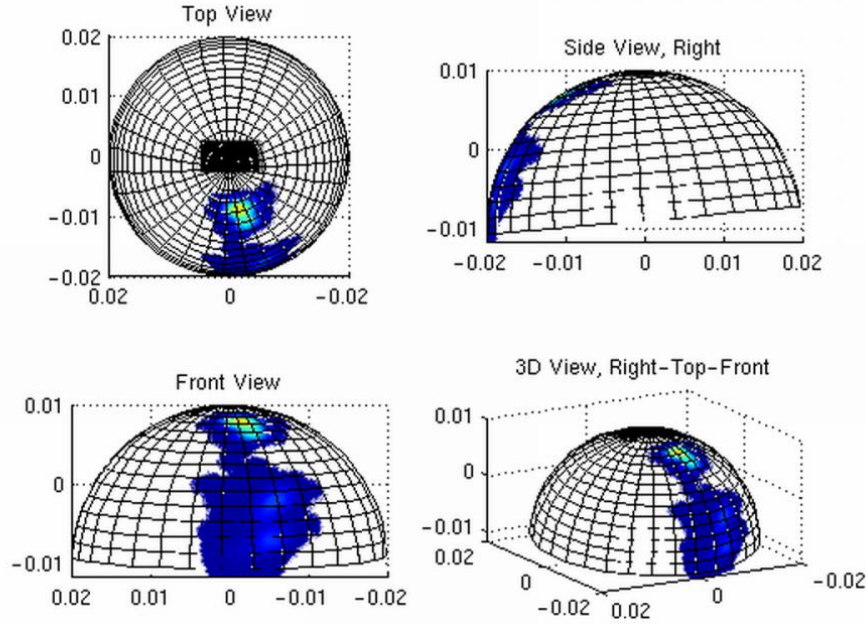 Top View
0.02
0.01
0
-0.01
-0.02
0.02 0 -0.02
Side View, Right
0.01
0
-0.01
-0.02 -0.01 0 0.01 0.02
Front View
0.01
0
-0.01
0.02 0.01 0 -0.01 -0.02
3D View, Right-Top-Front
0.01
0
-0.01
0.02
0
-0.02
0.02
0
-0.02